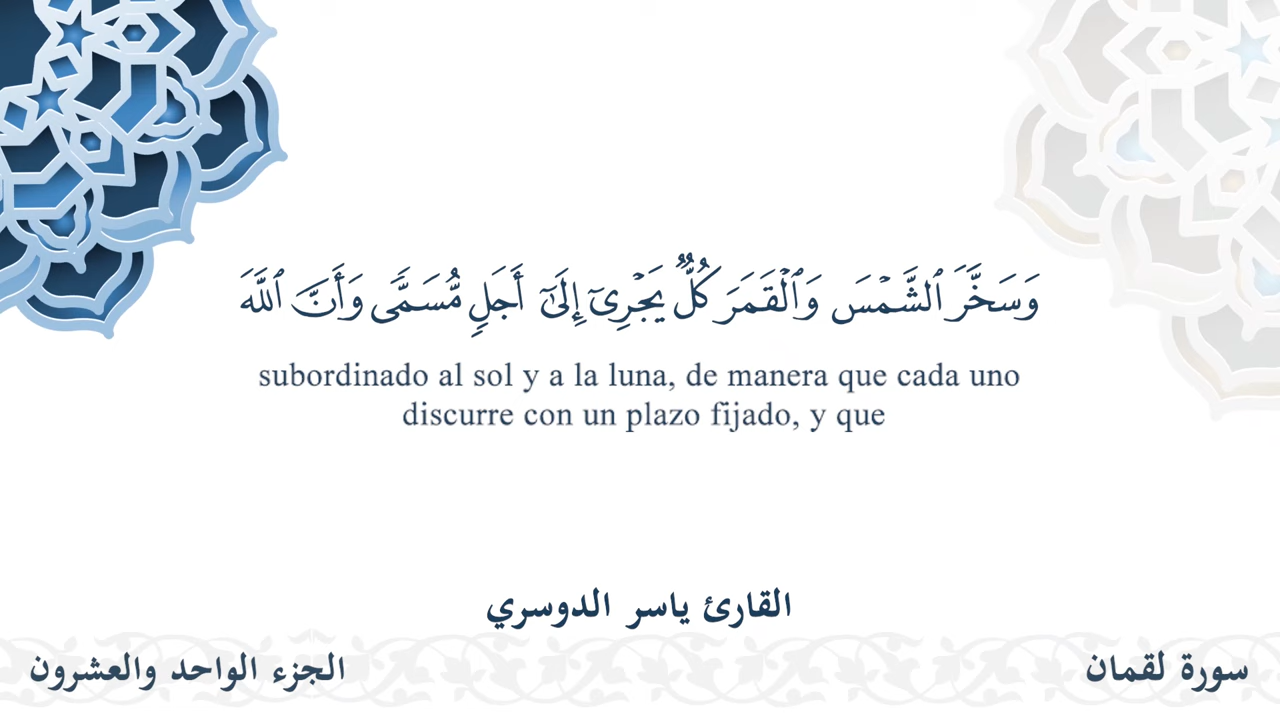 وَسَخَّرَ ٱلشَّمۡسَ وَٱلۡقَمَرَ كُلّٞ يَجۡرِيٓ إِلَىٰٓ أَجَلٖ مُّسَمّٗى وَأَنَّ ٱللَّهَ
subordinado al sol y a la luna, de manera que cada uno
discurre con un plazo fijado, y que
القارئ ياسر الدوسري
سورة لقمان
الجزء الواحد والعشرون